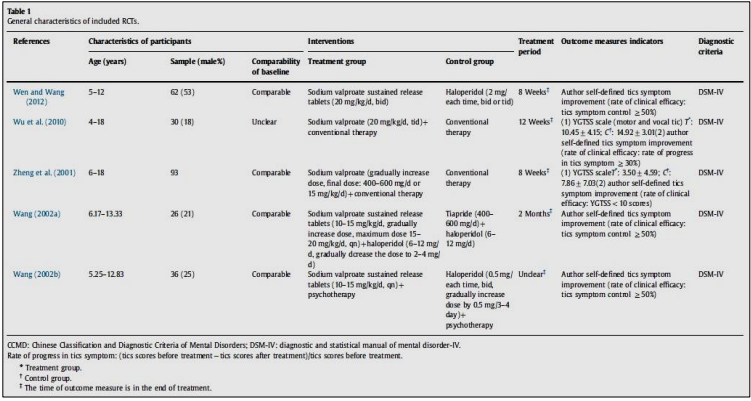 Table 1
General characteristics of included RCTs.
References Characteristics of participants Interventions Treatment period Outcome measures indicators Diagnostic criteria
Age (years) Sample (male%) Comparability of baseline Treatment group Control group
Wen and Wang (2012) 5–12 62 (53) Comparable Sodium valproate sustained release tablets (20 mg/kg/d, bid) Haloperidol (2 mg/ each time, bid or tid) 8 Weeks‡ Author self-defined tics symptom improvement (rate of clinical efficacy: tics symptom control ≥ 50%) DSM-IV
Wu et al. (2010) 4–18 30 (18) Unclear Sodium valproate (20 mg/kg/d, tid)+ conventional therapy Conventional therapy 12 Weeks‡ (1) YGTSS scale (motor and vocal tic) T*: 10.45 ± 4.15; C†: 14.92 ± 3.01(2) author self-defined tics symptom improvement (rate of clinical efficacy: rate of progress in tics symptom ≥ 30%) DSM-IV
Zheng et al. (2001) 6–18 93 Comparable Sodium valproate (gradually increase dose, final dose: 400–600 mg/d or 15 mg/kg/d)+conventional therapy Conventional therapy 8 Weeks‡ (1) YGTSS scaleT*: 3.50 ± 4.59; C†: 7.86 ± 7.03(2) author self-defined tics symptom improvement (rate of clinical efficacy: YGTSS < 10 scores) DSM-IV
Wang (2002a) 6.17–13.33 26 (21) Comparable Sodium valproate sustained release tablets (10–15 mg/kg/d, gradually increase dose, maximum dose 15–20 mg/kg/d, qn)+haloperidol (6–12 mg/ d, gradually dcrease the dose to 2–4 mg/ d) Tiapride (400–600 mg/d)+ haloperidol (6–12 mg/d) 2 Months‡ Author self-defined tics symptom improvement (rate of clinical efficacy: tics symptom control ≥ 50%) DSM-IV
Wang (2002b) 5.25–12.83 36 (25) Comparable Sodium valproate sustained release tablets (10–15 mg/kg/d, qn)+ psychotherapy Haloperidol (0.5 mg/ each time, bid, gradually increase dose by 0.5 mg/3–4 day)+ psychotherapy Unclear‡ Author self-defined tics symptom improvement (rate of clinical efficacy: tics symptom control ≥ 50%) DSM-IV
CCMD: Chinese Classification and Diagnostic Criteria of Mental Disorders; DSM-IV: diagnostic and statistical manual of mental disorder-IV.
Rate of progress in tics symptom: (tics scores before treatment−tics scores after treatment)/tics scores before treatment.
* Treatment group.
† Control group.
‡ The time of outcome measure is in the end of treatment.